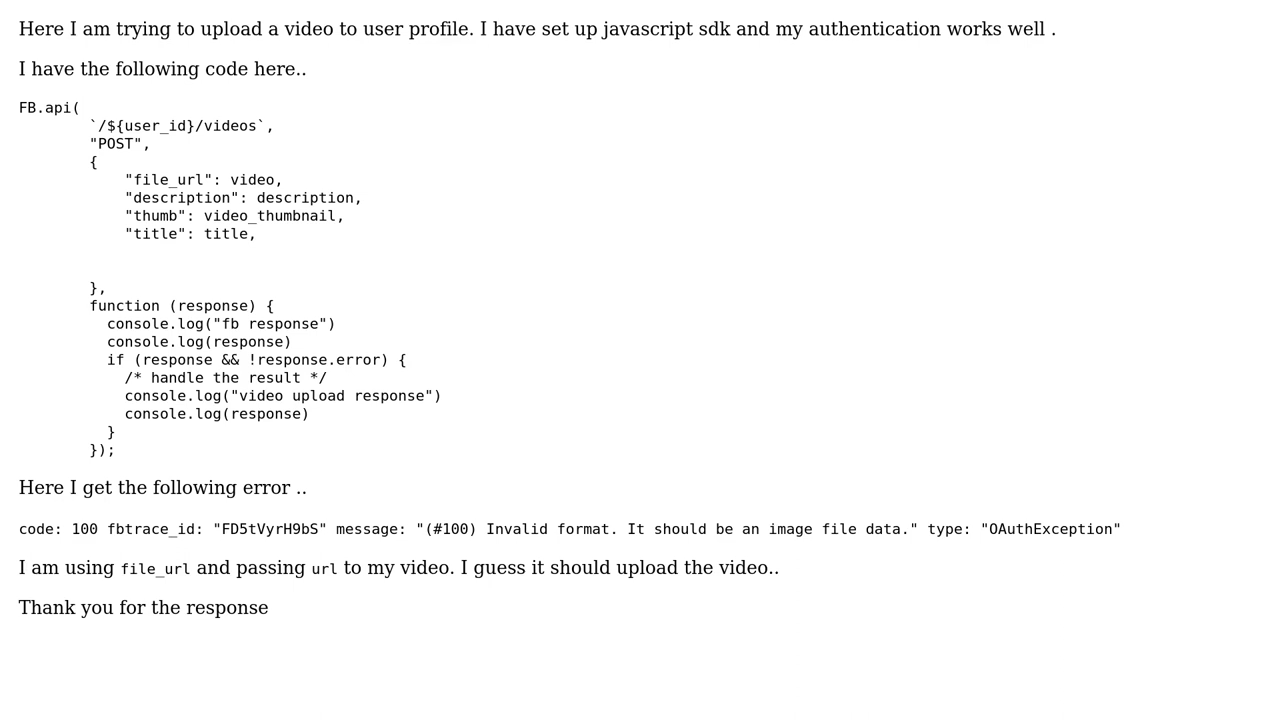 Here I am trying to upload a video to user profile. I have set up javascript sdk and my authentication works well .
I have the following code here..
FB.api(
        `/${user_id}/videos`,
        "POST",
        {
            "file_url": video,
            "description": description,
            "thumb": video_thumbnail,
            "title": title,
        },
        function (response) {
          console.log("fb response")
          console.log(response)
          if (response && !response.error) {
            /* handle the result */
            console.log("video upload response")
            console.log(response)
          }
        });
Here I get the following error ..
code: 100 fbtrace_id: "FD5tVyrH9bS" message: "(#100) Invalid format. It should be an image file data." type: "OAuthException"
I am using file_url and passing url to my video. I guess it should upload the video..
Thank you for the response